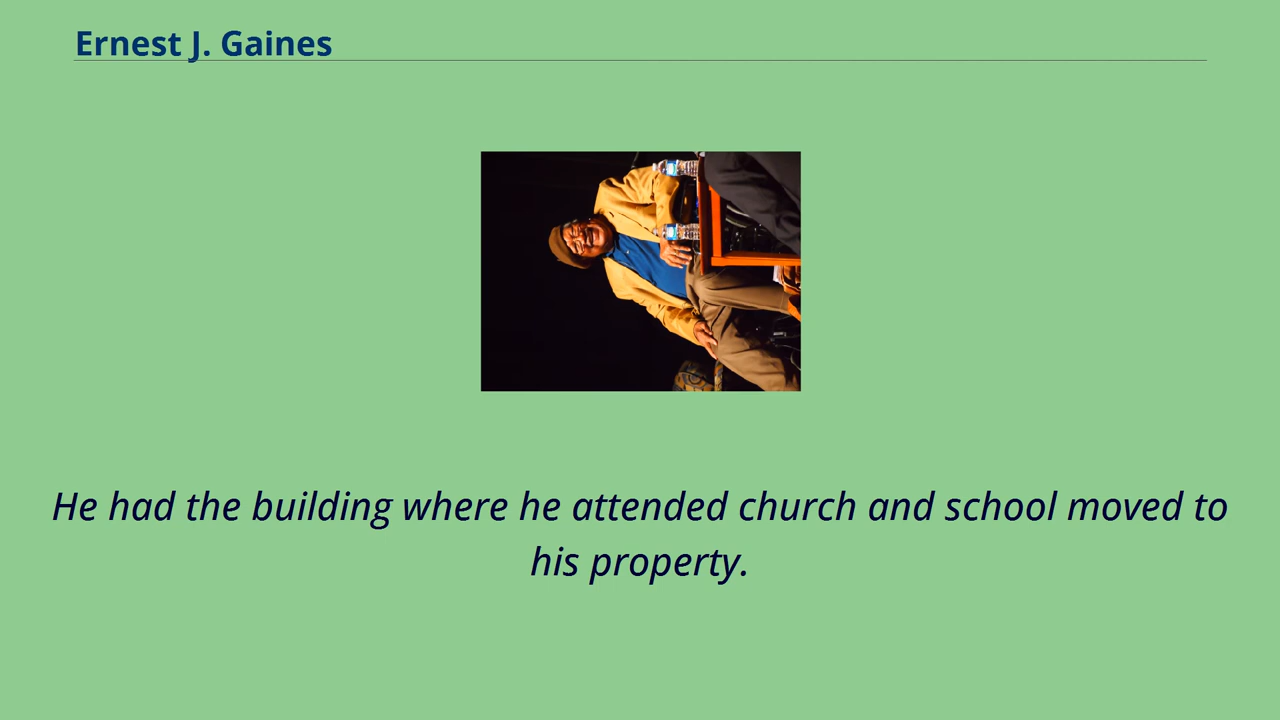 Ernest J. Gaines
He had the building where he attended church and school moved to
his property.